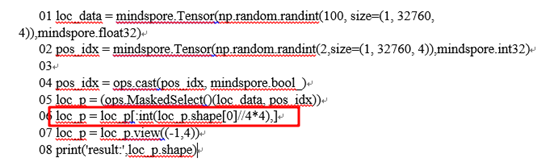 01 loc_data = mindspore.Tensor(np.random.randint(100, size=(1, 32760,
4)),mindspore.float32)
02 pos_idx = mindspore.Tensor(np.random.randint(2,size=(1, 32760, 4)),mindspore.int32)
03
04 pos_idx = ops.cast(pos_idx, mindspore.bool_)
05 loc_p = (ops.MaskedSelect()(loc_data, pos_idx))
06 loc_p = loc_p[:int(loc_p.shape[0]//4*4),]
07 loc_p = loc_p.view((-1,4))
08 print('result:',loc_p.shape)